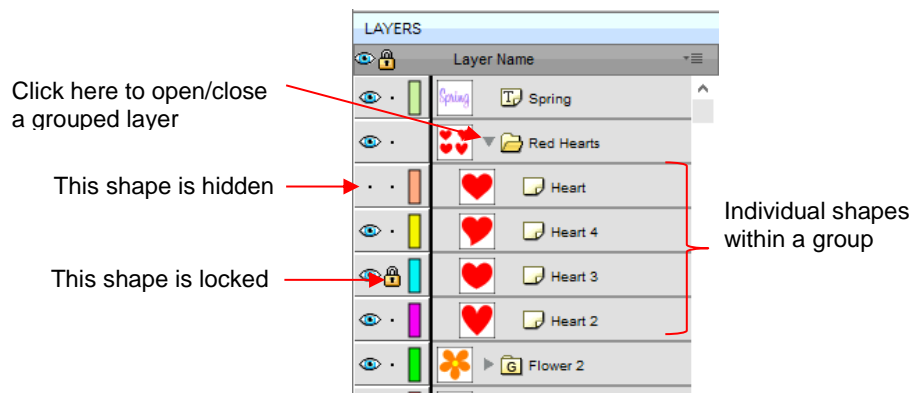 LAYERS
Layer Name
Click here to open/close
a grouped layer
Spring
T
Spring
Red Hearts
This shape is hidden
Heart
Individual shapes
within a group
Heart 4
This shape is locked
Heart 3
Heart 2
G
Flower 2